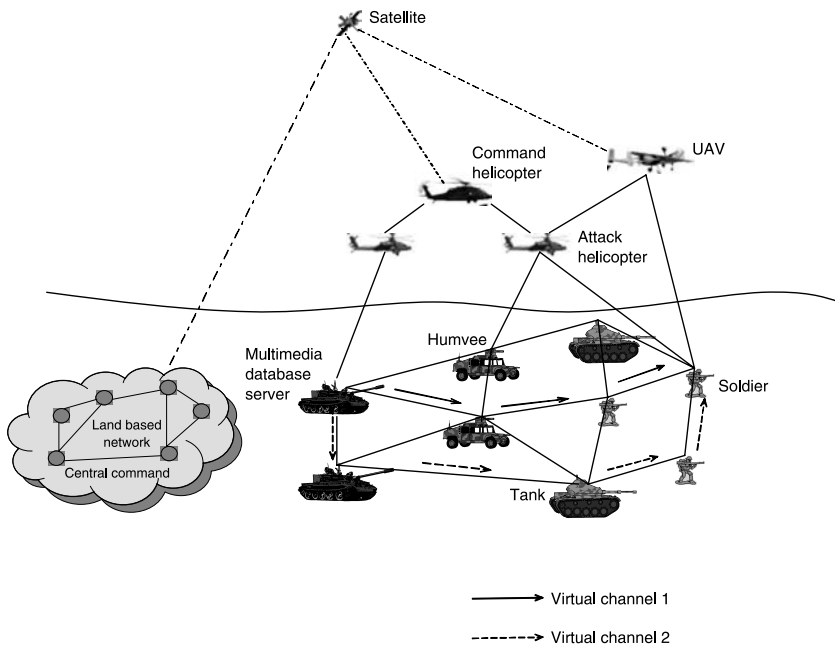 Satellite
Command
helicopter
UAV
Attack
helicopter
Humvee
Multimedia
database
server
Soldier
Land based
network
Central command
Tank
Virtual channel 1
Virtual channel 2